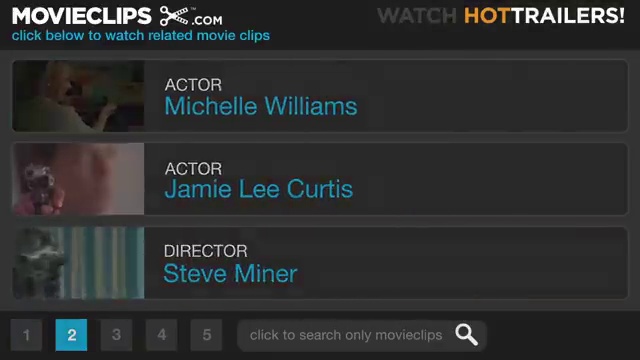 MOVIECLIPS.COM™ WATCH HOTTRAILERS!
click below to watch related movie clips
ACTOR
Michelle Williams
ACTOR
Jamie Lee Curtis
DIRECTOR
Steve Miner
1 2 3 4 5 click to search only movieclips